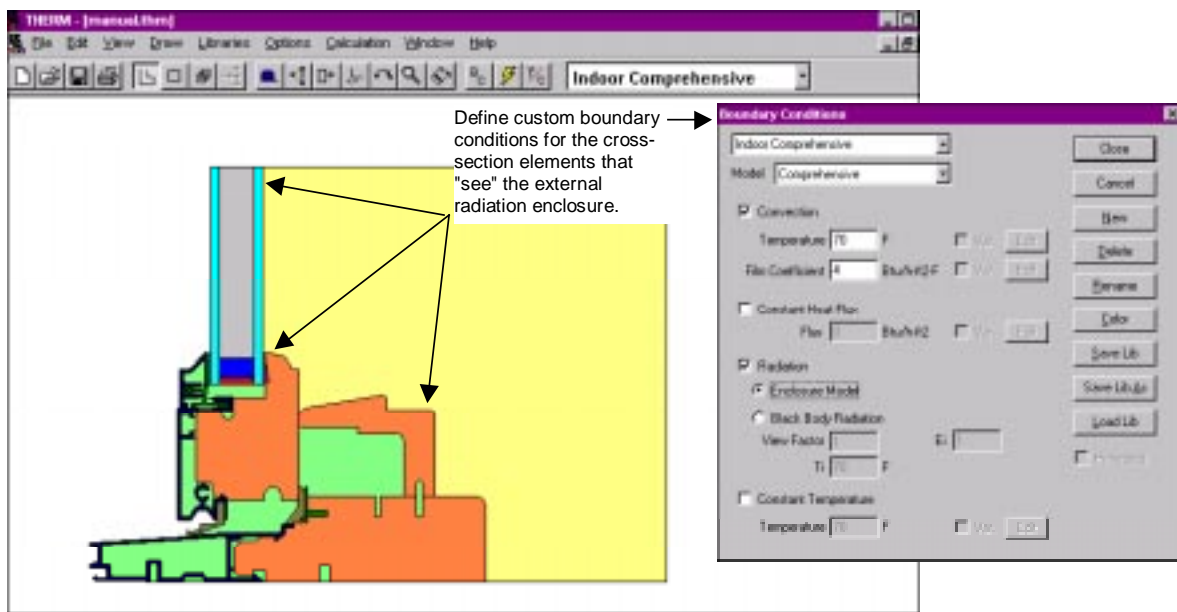 THERM - [manual.thm]
File Edit View Draw Libraries Options Calculation Window Help
Indoor Comprehensive
Define custom boundary
conditions for the cross-
section elements that
"see" the external
radiation enclosure.
Boundary Conditions
Indoor Comprehensive
Close
Model Comprehensive
Cancel
Convection
New
Temperature 70 F
Delete
Film Coefficient 4 Btu/h-ft2-F
Rename
Constant Heat Flux
Color
Flux Btu/h-ft2
Save Lib
Radiation
Enclosure Model
Save Lib As
Black Body Radiation
Load Lib
View Factor Ei
Ti 70 F
Constant Temperature
Temperature 70 F Edit